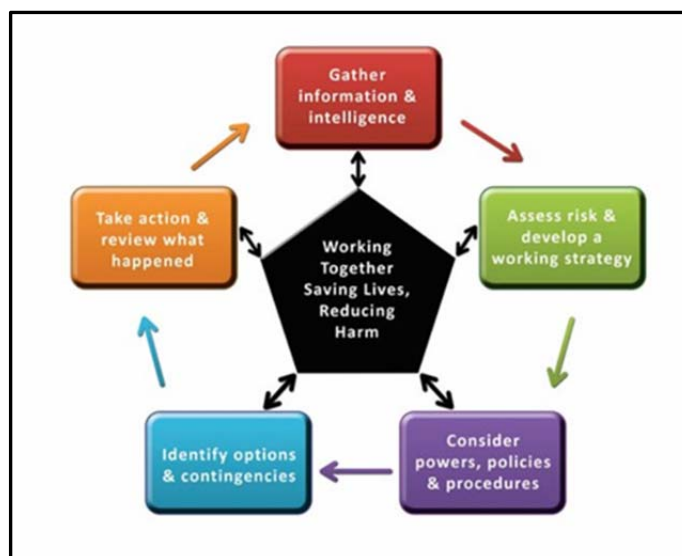 Gather
information &
intelligence
Take action &
review what
happened
Assess risk &
develop a
working strategy
Working
Together
Saving Lives,
Reducing
Harm
Identify options
& contingencies
Consider
powers, policies
& procedures